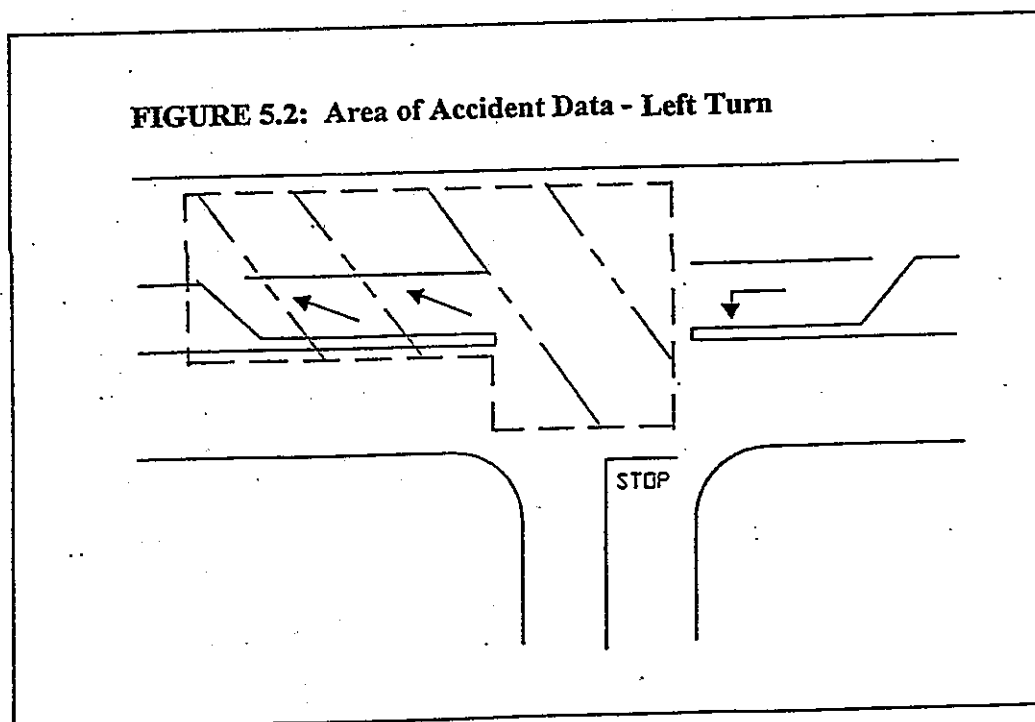 FIGURE 5.2: Area of Accident Data - Left Turn
STOP